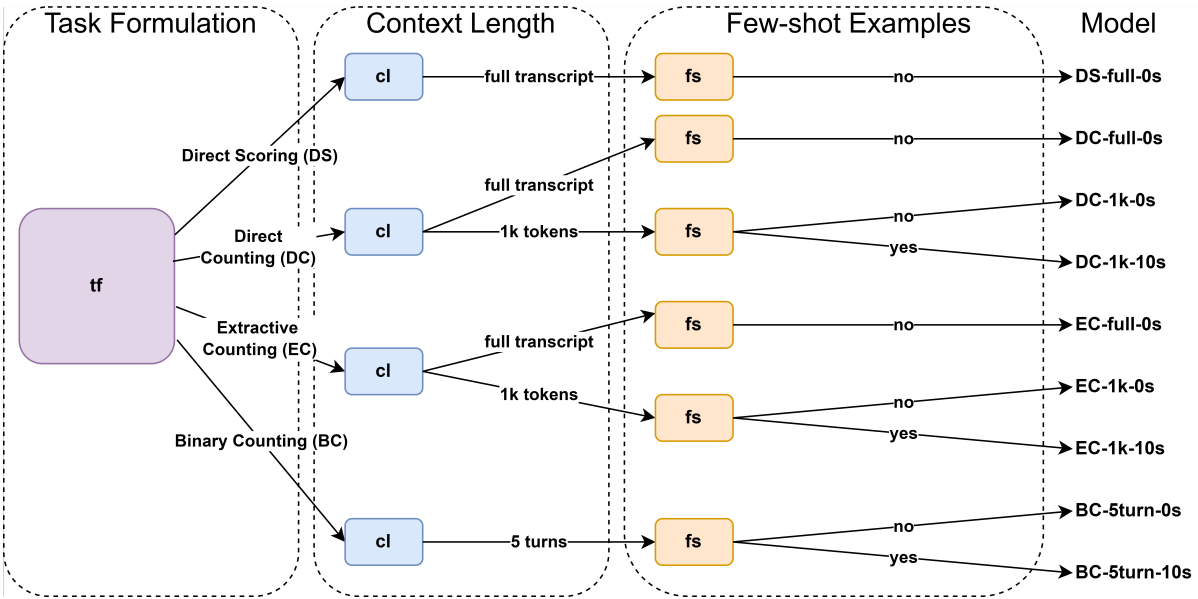 Task Formulation
Context Length
Few-shot Examples
Model
cl
full transcript
fs
no
DS-full-0s
fs
no
DC-full-0s
Direct Scoring (DS)
full transcript
no
DC-1k-0s
Direct
Counting (DC)
cl
1k tokens
fs
yes
DC-1k-10s
tf
Extractive
Counting (EC)
full transcript
fs
no
EC-full-0s
cl
1k tokens
no
EC-1k-0s
fs
yes
EC-1k-10s
Binary Counting (BC)
cl
5 turns
fs
no
BC-5turn-0s
yes
BC-5turn-10s